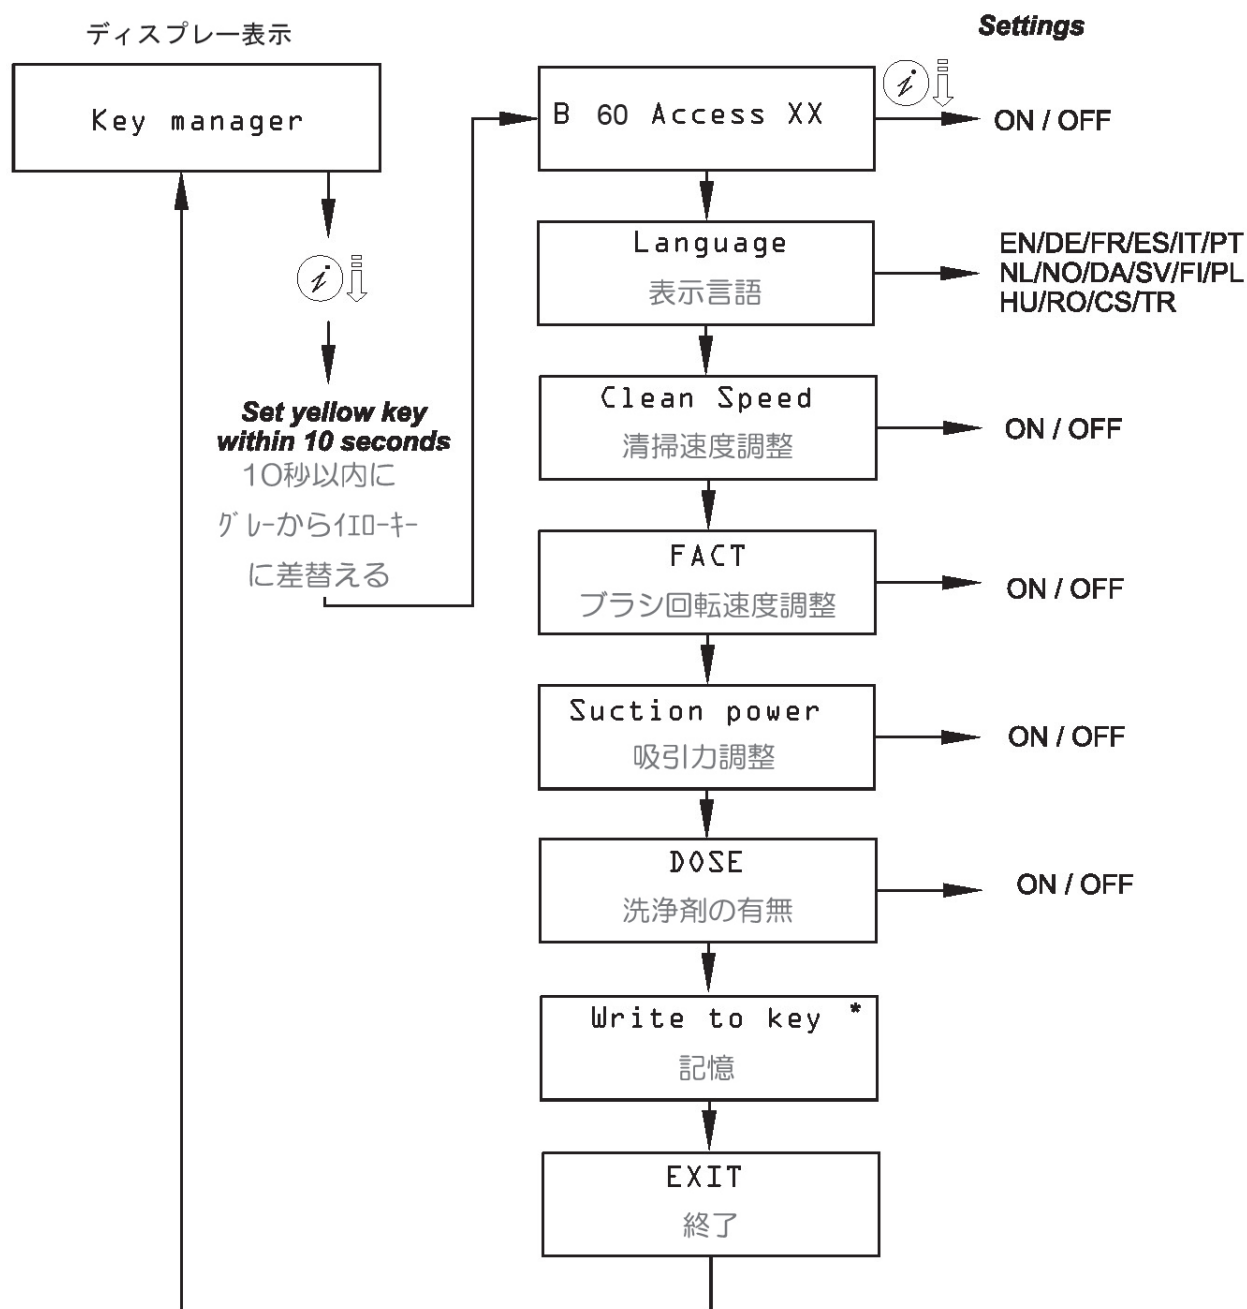 ディスプレー表示
Key manager
Set yellow key
within 10 seconds
10秒以内に
グレーからイエローキー
に差替える
Settings
B 60 Access XX
ON / OFF
Language
表示言語
EN/DE/FR/ES/IT/PT
NL/NO/DA/SV/FI/PL
HU/RO/CS/TR
Clean Speed
清掃速度調整
ON / OFF
FACT
ブラシ回転速度調整
ON / OFF
Suction power
吸引力調整
ON / OFF
DOSE
洗浄剤の有無
ON / OFF
Write to key *
記憶
EXIT
終了